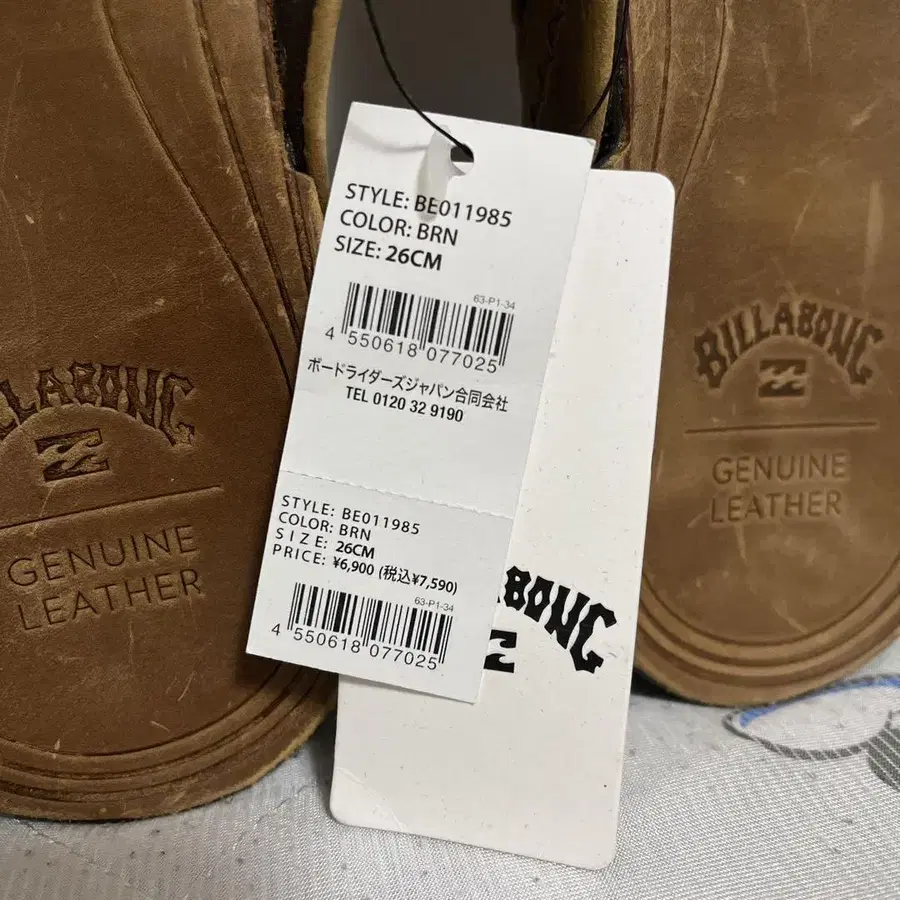 STYLE: BE011985
COLOR: BRN
SIZE: 26CM
63-P1-34
4 550618 077025
ボードライダーズジャパン合同会社
TEL 0120 32 9190
STYLE: BE011985
COLOR: BRN
SIZE: 26CM
PRICE: ¥6,900 (税込¥7,590)
63-P1-34
4 550618 077025
BILLABONG
GENUINE
LEATHER
GENUINE
LEATHER